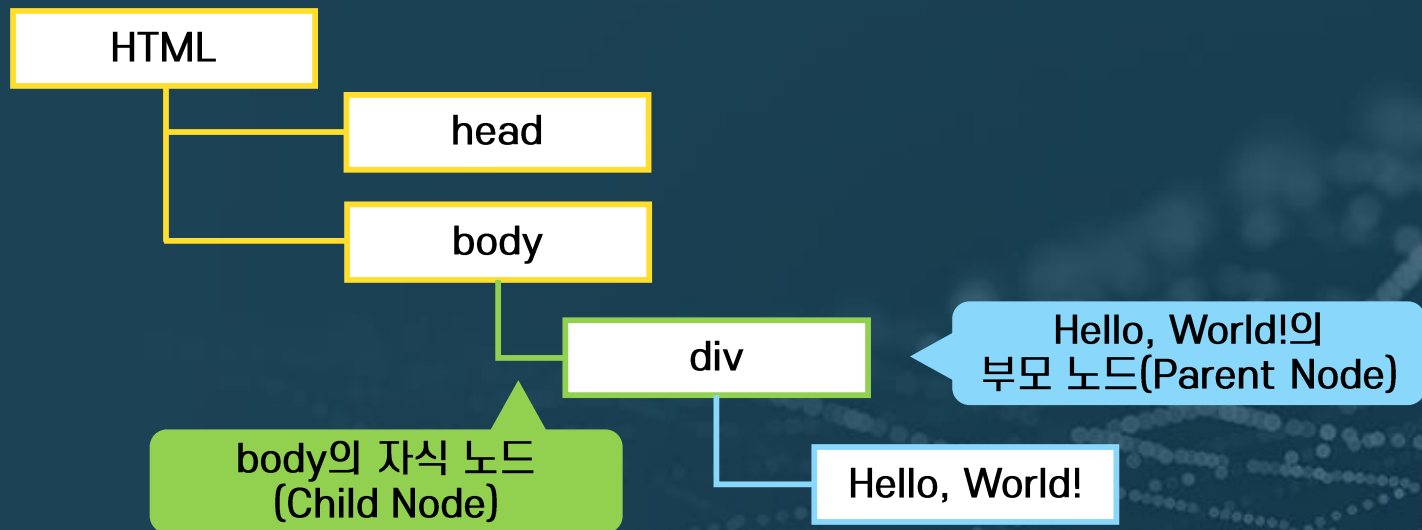 HTML
head
body
div
Hello, World!의
부모 노드(Parent Node)
body의 자식 노드
(Child Node)
Hello, World!